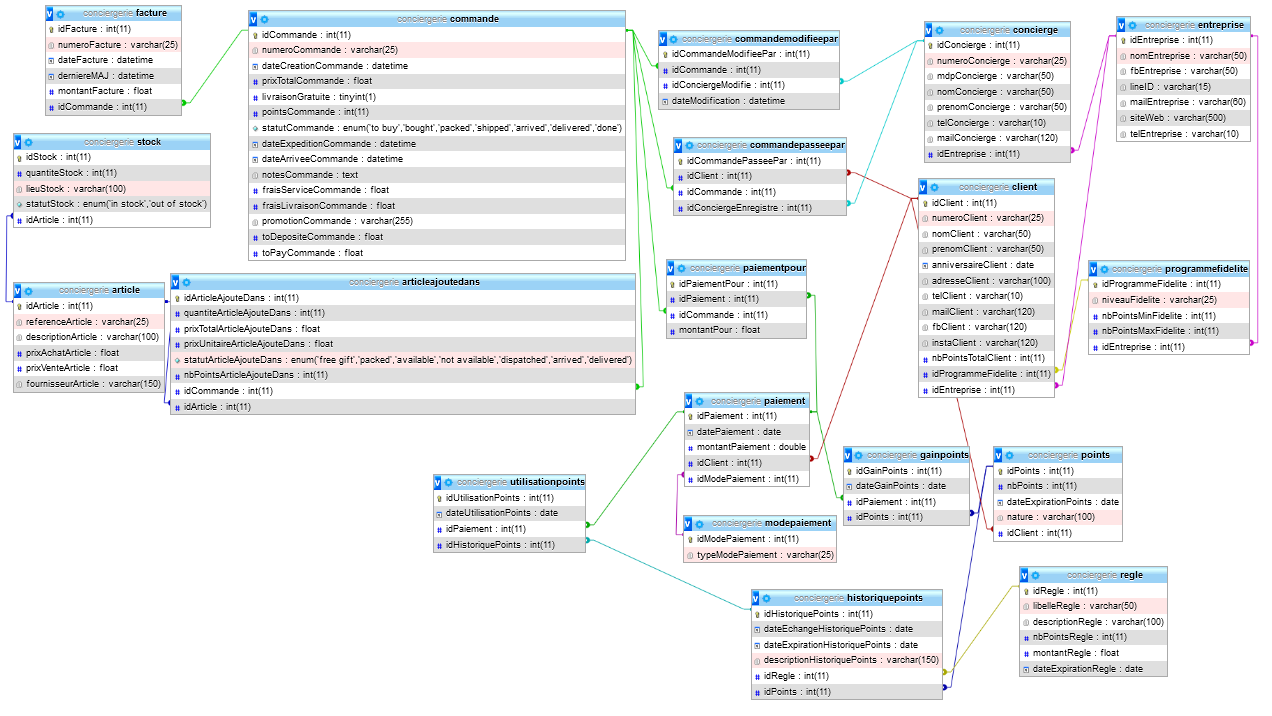 conciergerie facture
idFacture : int(11)
numeroFacture : varchar(25)
dateFacture : datetime
derniereMAJ : datetime
montantFacture : float
idCommande : int(11)
conciergerie commande
idCommande : int(11)
numeroCommande : varchar(25)
dateCreationCommande : datetime
prixTotalCommande : float
livraisonGratuite : tinyint(1)
pointsCommande : int(11)
statutCommande : enum('to buy','bought','packed','shipped','arrived','delivered','done')
dateExpeditionCommande : datetime
dateArriveeCommande : datetime
notesCommande : text
fraisServiceCommande : float
fraisLivraisonCommande : float
promotionCommande : varchar(255)
toDepositeCommande : float
toPayCommande : float
conciergerie commandemodifieepar
idCommandeModifieePar : int(11)
idCommande : int(11)
idConciergeModifie : int(11)
dateModification : datetime
conciergerie concierge
idConcierge : int(11)
numeroConcierge : varchar(25)
mdpConcierge : varchar(50)
nomConcierge : varchar(50)
prenomConcierge : varchar(50)
telConcierge : varchar(10)
mailConcierge : varchar(120)
idEntreprise : int(11)
conciergerie entreprise
idEntreprise : int(11)
nomEntreprise : varchar(50)
fbEntreprise : varchar(50)
lineID : varchar(15)
mailEntreprise : varchar(60)
siteWeb : varchar(500)
telEntreprise : varchar(10)
conciergerie stock
idStock : int(11)
quantiteStock : int(11)
lieuStock : varchar(100)
statutStock : enum('in stock','out of stock')
idArticle : int(11)
conciergerie commandepasseepar
idCommandePasseePar : int(11)
idClient : int(11)
idCommande : int(11)
idConciergeEnregistre : int(11)
conciergerie client
idClient : int(11)
numeroClient : varchar(25)
nomClient : varchar(50)
prenomClient : varchar(50)
anniversaireClient : date
adresseClient : varchar(100)
telClient : varchar(10)
mailClient : varchar(120)
fbClient : varchar(120)
instaClient : varchar(120)
nbPointsTotalClient : int(11)
idProgrammeFidelite : int(11)
idEntreprise : int(11)
conciergerie programmefidelite
idProgrammeFidelite : int(11)
niveauFidelite : varchar(25)
nbPointsMinFidelite : int(11)
nbPointsMaxFidelite : int(11)
idEntreprise : int(11)
conciergerie article
idArticle : int(11)
referenceArticle : varchar(25)
descriptionArticle : varchar(100)
prixAchatArticle : float
prixVenteArticle : float
fournisseurArticle : varchar(150)
conciergerie articleajoutedans
idArticleAjouteDans : int(11)
quantiteArticleAjouteDans : int(11)
prixTotalArticleAjouteDans : float
prixUnitaireArticleAjouteDans : float
statutArticleAjouteDans : enum('free gift','packed','available','not available','dispatched','arrived','delivered')
nbPointsArticleAjouteDans : int(11)
idCommande : int(11)
idArticle : int(11)
conciergerie paiementpour
idPaiementPour : int(11)
idPaiement : int(11)
idCommande : int(11)
montantPour : float
conciergerie paiement
idPaiement : int(11)
datePaiement : date
montantPaiement : double
idClient : int(11)
idModePaiement : int(11)
conciergerie gainpoints
idGainPoints : int(11)
dateGainPoints : date
idPaiement : int(11)
idPoints : int(11)
conciergerie points
idPoints : int(11)
nbPoints : int(11)
dateExpirationPoints : date
nature : varchar(100)
idClient : int(11)
conciergerie utilisationpoints
idUtilisationPoints : int(11)
dateUtilisationPoints : date
idPaiement : int(11)
idHistoriquePoints : int(11)
conciergerie modepaiement
idModePaiement : int(11)
typeModePaiement : varchar(25)
conciergerie historiquepoints
idHistoriquePoints : int(11)
dateEchangeHistoriquePoints : date
dateExpirationHistoriquePoints : date
descriptionHistoriquePoints : varchar(150)
idRegle : int(11)
idPoints : int(11)
conciergerie regle
idRegle : int(11)
libelleRegle : varchar(50)
descriptionRegle : varchar(100)
nbPointsRegle : int(11)
montantRegle : float
dateExpirationRegle : date